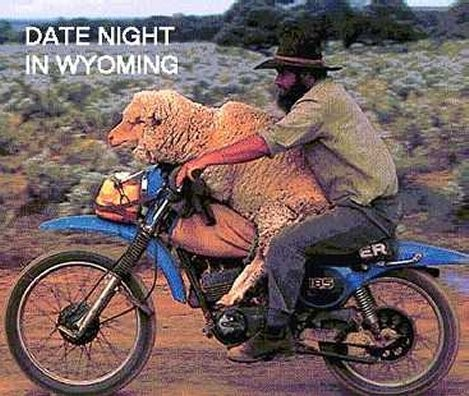 DATE NIGHT
IN WYOMING
ER
185